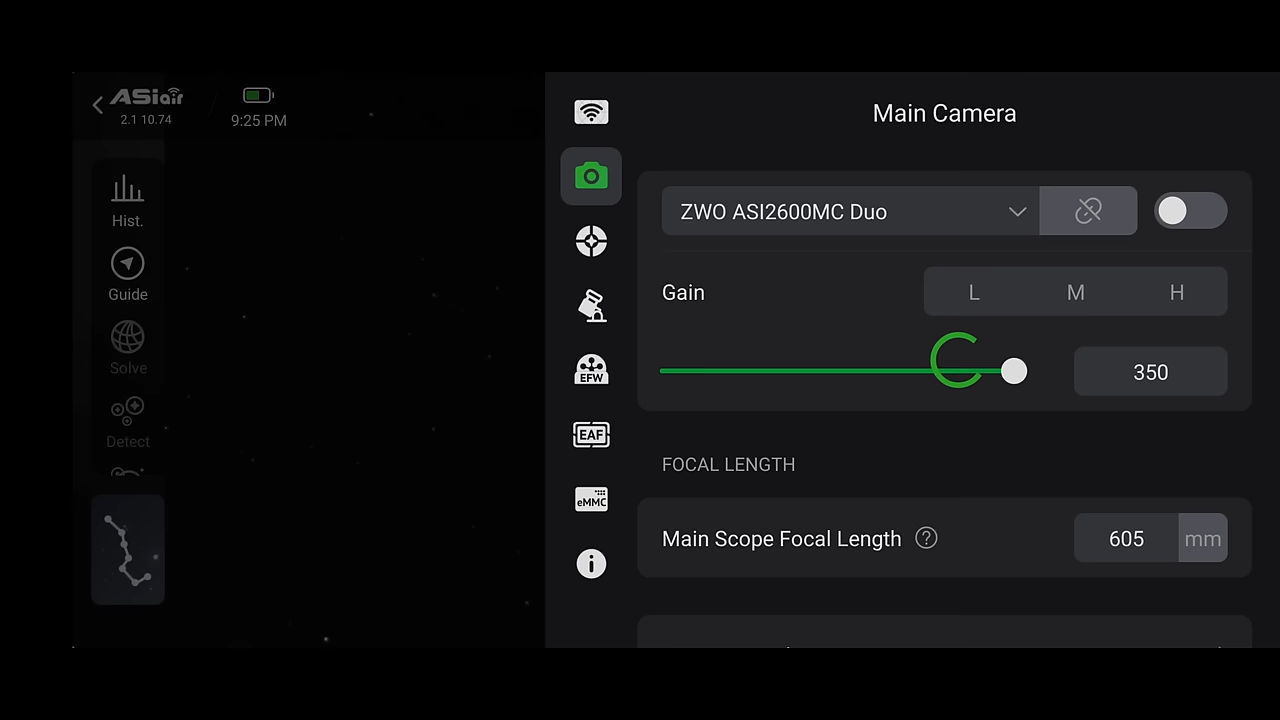 ASiair
2.1 10.74
9:25 PM
Hist.
Guide
Solve
Detect
EFW
EAF
eMMC
Main Camera
ZWO ASI2600MC Duo
Gain
L M H
350
FOCAL LENGTH
Main Scope Focal Length ?
605 mm